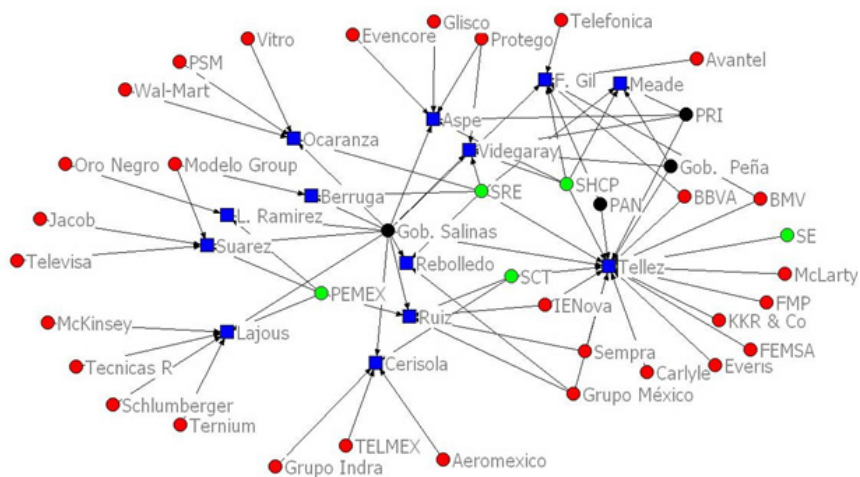 Glisco
Telefonica
Evencore
Protego
Vitro
PSM
Avantel
Wal-Mart
F. Gil
Meade
Aspe
PRI
Ocaranza
Videgaray
Oro Negro
Modelo Group
Gob. Peña
SHCP
SRE
Berruga
BBVA
BMV
PAN
L. Ramirez
Jacob
Gob. Salinas
SE
Suarez
Televisa
Rebolledo
Tellez
SCT
McLarty
PEMEX
IENova
FMP
Ruiz
McKinsey
KKR & Co
Lajous
FEMSA
Sempra
Cerisola
Tecnicas R
Everis
Carlyle
Grupo México
Schlumberger
Ternium
TELMEX
Aeromexico
Grupo Indra